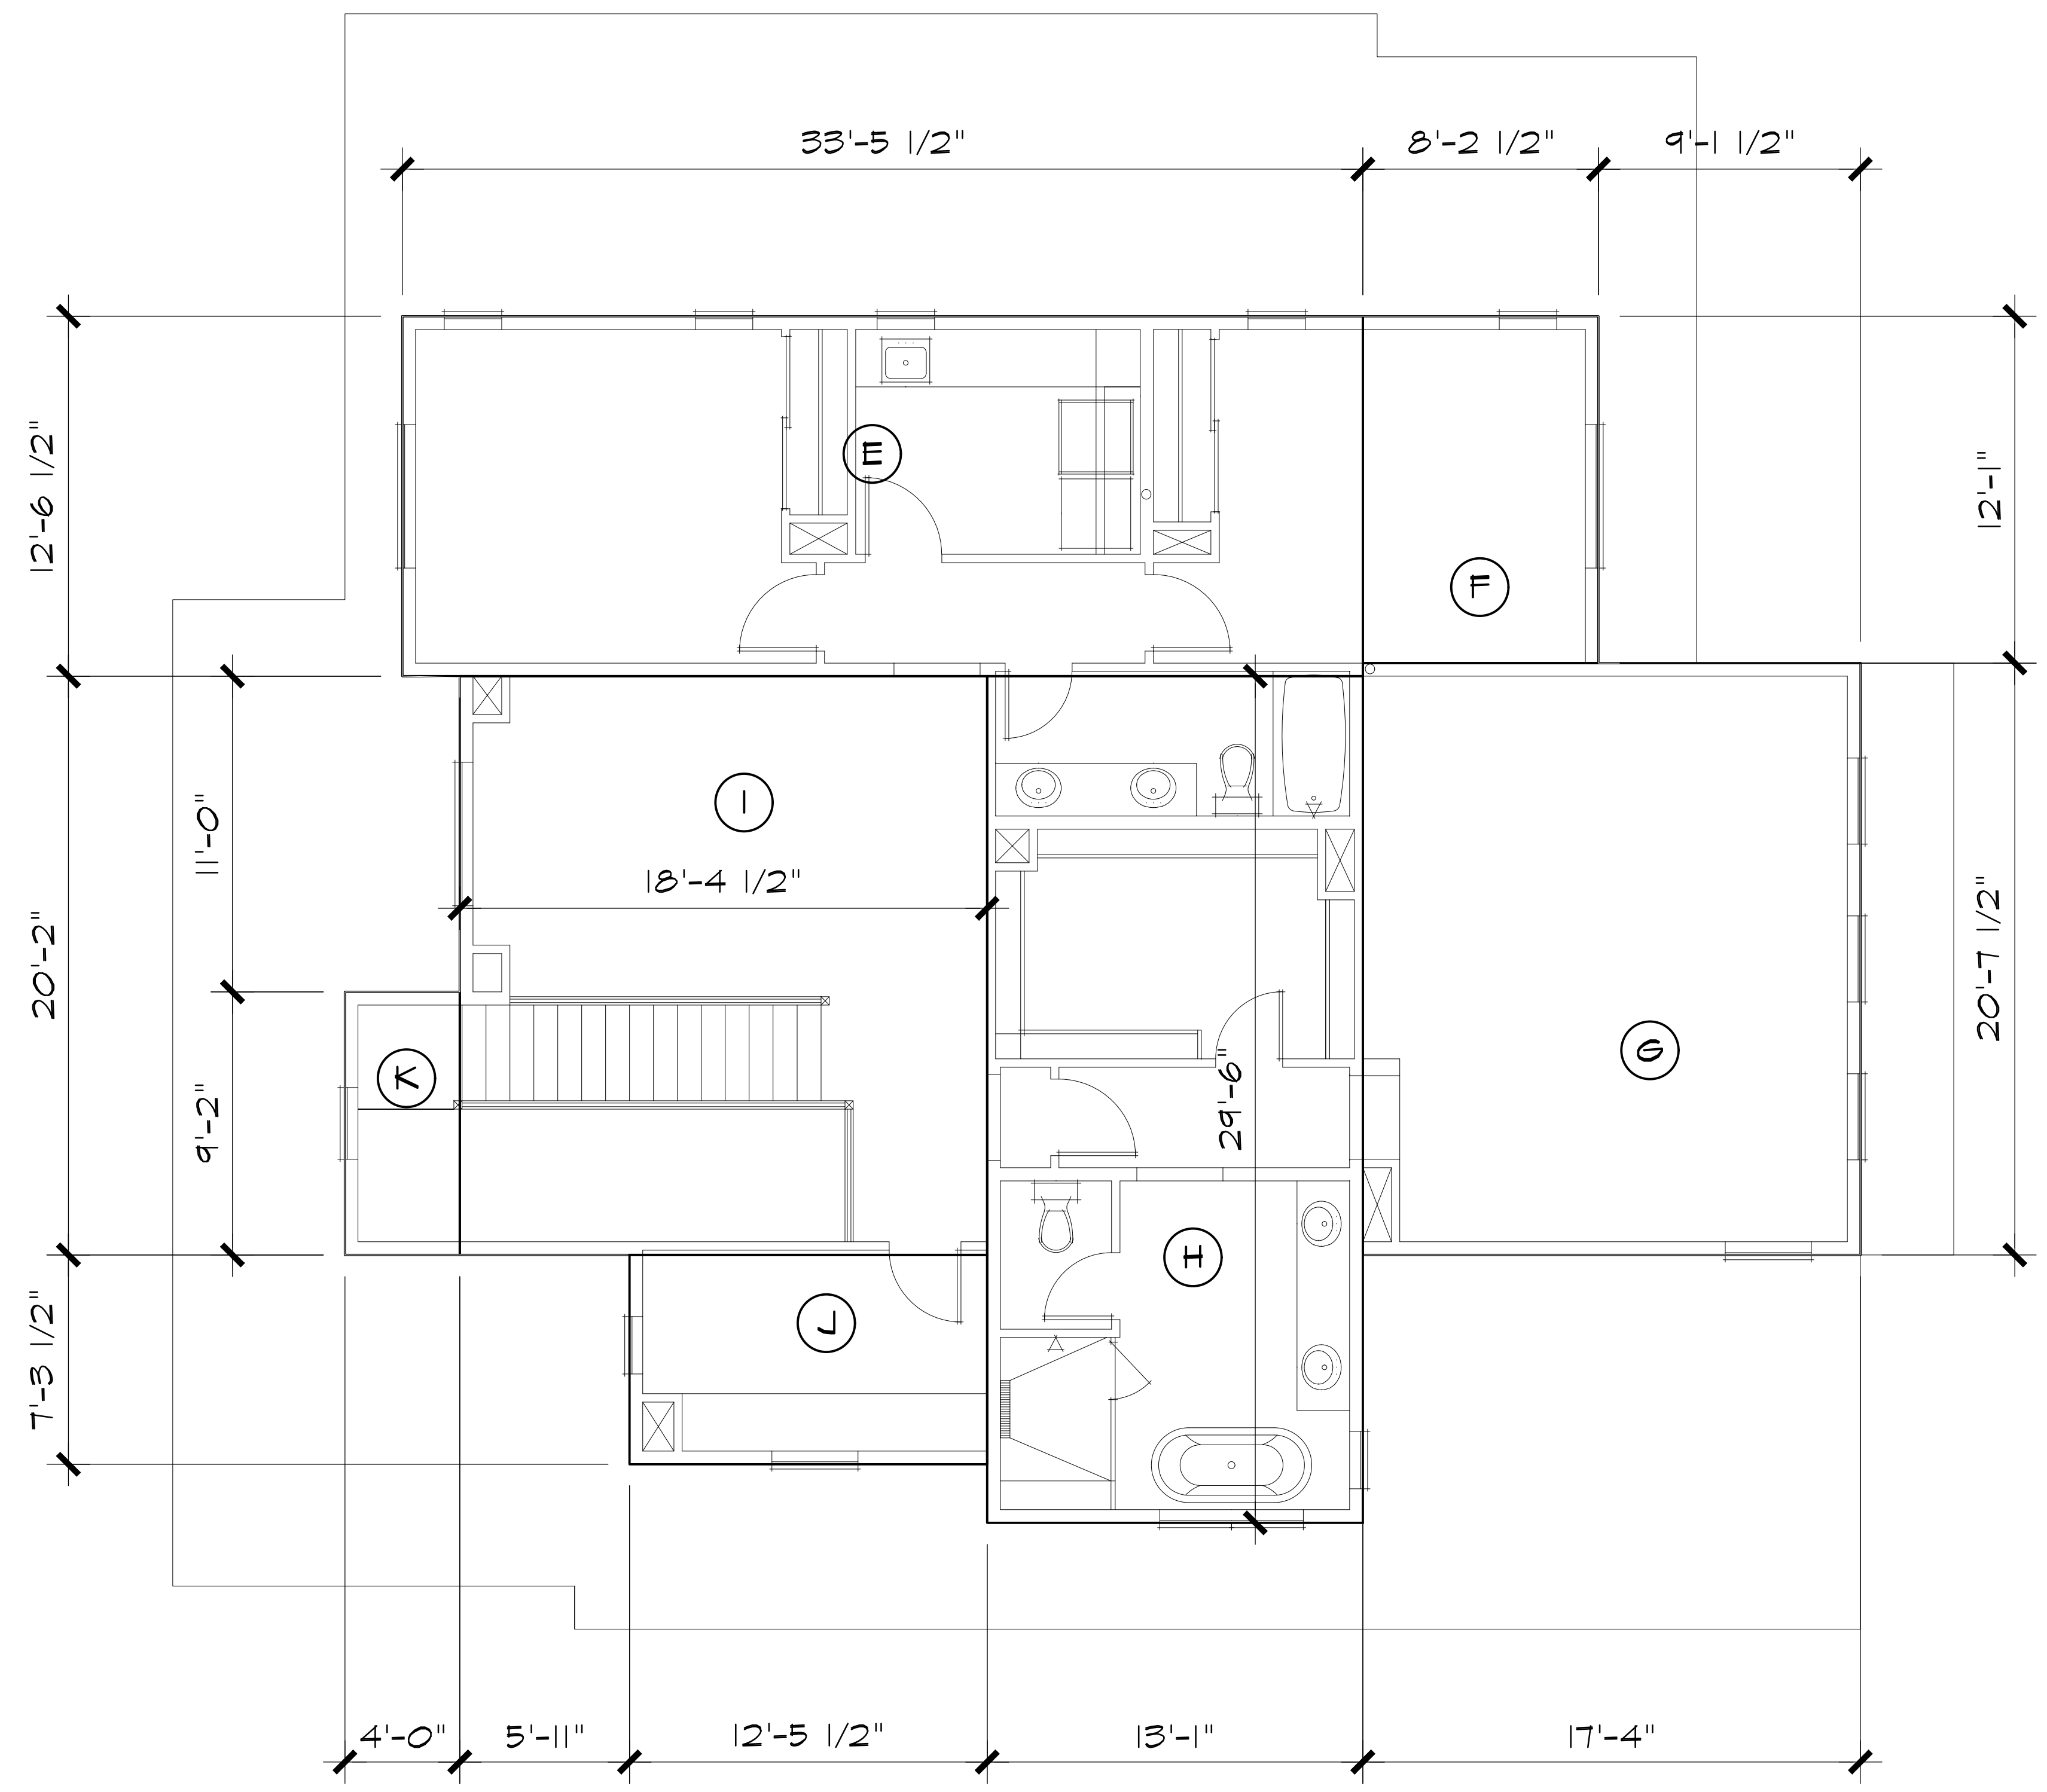 33'-5 1/2"
8'-2 1/2"
9'-1 1/2"
12'-6 1/2"
E
12'-1"
F
I
11'-0"
18'-4 1/2"
20'-2"
20'-7 1/2"
G
K
9'-2"
29'-6"
H
L
7'-3 1/2"
4'-0"
5'-11"
12'-5 1/2"
13'-1"
17'-4"